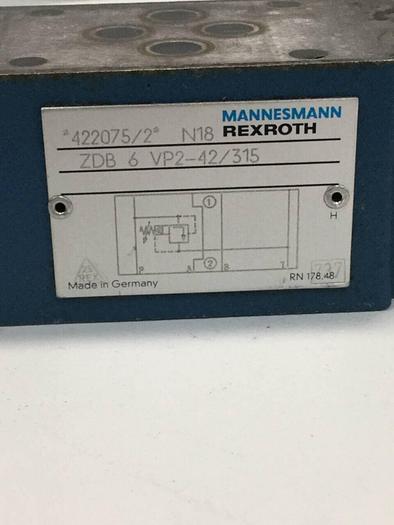 MANNESMANN
REXROTH
*422075/2* N18
ZDB 6 VP2-42/315
1
P
A
2
B
T
H
Made in Germany
RN 178.48